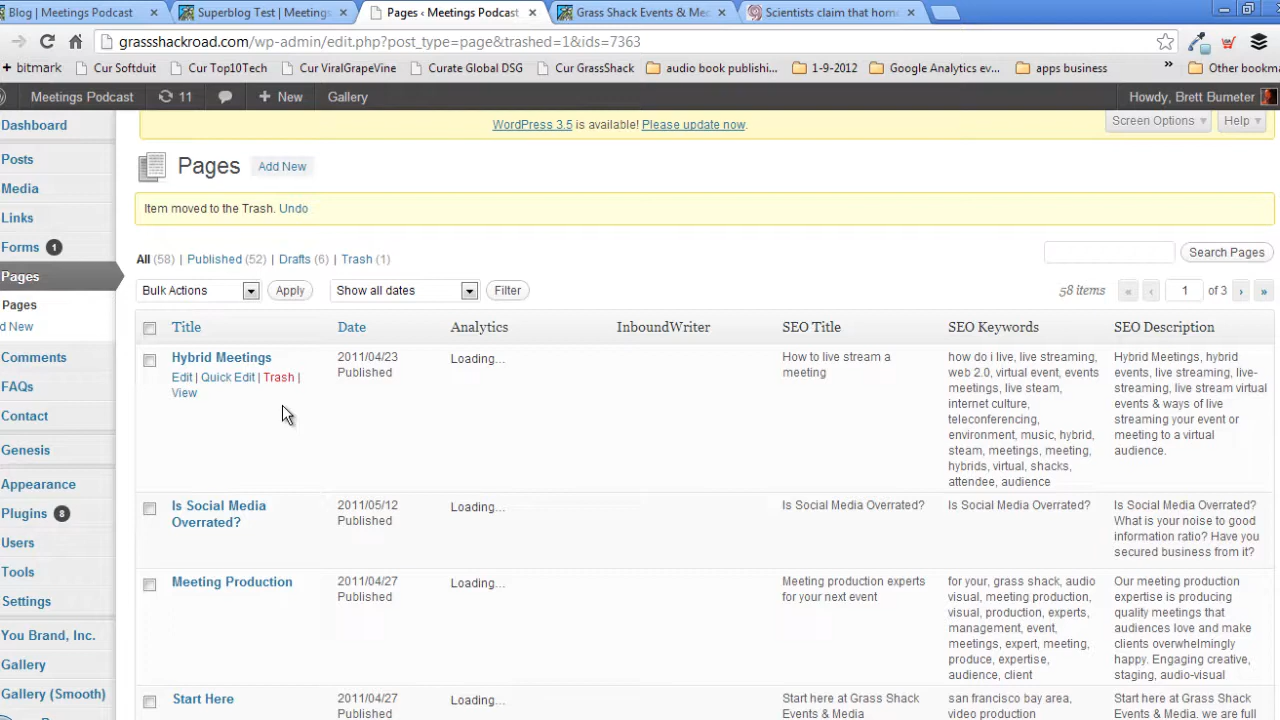 Blog | Meetings Podcast
Superblog Test | Meetings
Pages ‹ Meetings Podcast
Grass Shack Events & Me
Scientists claim that hom
grassshackroad.com/wp-admin/edit.php?post_type=page&trashed=1&ids=7363
+ bitmark
Cur Softduit
Cur Top10Tech
Cur ViralGrapeVine
Curate Global DSG
Cur GrassShack
audio book publishi...
1-9-2012
Google Analytics ev...
apps business
»
Other bookma
Meetings Podcast
11
+ New
Gallery
Howdy, Brett Bumeter
Dashboard
Posts
Media
Links
Forms 1
Pages
Pages
d New
Comments
FAQs
Contact
Genesis
Appearance
Plugins 8
Users
Tools
Settings
You Brand, Inc.
Gallery
Gallery (Smooth)
WordPress 3.5 is available! Please update now.
Screen Options
Help
Pages Add New
Item moved to the Trash. Undo
All (58) | Published (52) | Drafts (6) | Trash (1)
Search Pages
Bulk Actions
Apply
Show all dates
Filter
58 items « ‹ 1 of 3 › »
Title
Date
Analytics
InboundWriter
SEO Title
SEO Keywords
SEO Description
Hybrid Meetings
Edit | Quick Edit | Trash |
View
2011/04/23
Published
Loading...
How to live stream a
meeting
how do i live, live streaming,
web 2.0, virtual event, events
meetings, live steam,
internet culture,
teleconferencing,
environment, music, hybrid,
steam, meetings, meeting,
hybrids, virtual, shacks,
attendee, audience
Hybrid Meetings, hybrid
events, live streaming, live-
streaming, live stream virtual
events & ways of live
streaming your event or
meeting to a virtual
audience.
Is Social Media
Overrated?
2011/05/12
Published
Loading...
Is Social Media Overrated?
Is Social Media Overrated?
Is Social Media Overrated?
What is your noise to good
information ratio? Have you
secured business from it?
Meeting Production
2011/04/27
Published
Loading...
Meeting production experts
for your next event
for your, grass shack, audio
visual, meeting production,
visual, production, experts,
management, event,
meetings, expert, meeting,
produce, expertise,
audience, client
Our meeting production
expertise is producing
quality meetings that
audiences love and make
clients overwhelmingly
happy. Engaging creative,
staging, audio-visual
Start Here
2011/04/27
Published
Loading...
Start here at Grass Shack
Events & Media
san francisco bay area,
video production
Start here at Grass Shack
Events & Media, we are full